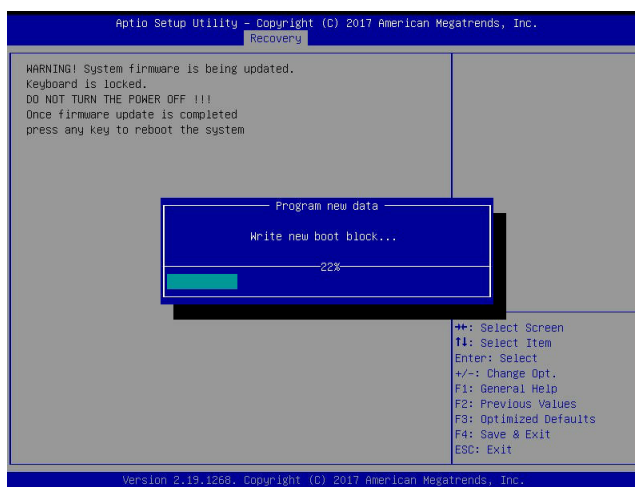 Aptio Setup Utility – Copyright (C) 2017 American Megatrends, Inc.
Recovery
WARNING! System firmware is being updated.
Keyboard is locked.
DO NOT TURN THE POWER OFF !!!
Once firmware update is completed
press any key to reboot the system
Program new data
Write new boot block...
22%
→←: Select Screen
↑↓: Select Item
Enter: Select
+/-: Change Opt.
F1: General Help
F2: Previous Values
F3: Optimized Defaults
F4: Save & Exit
ESC: Exit
Version 2.19.1268. Copyright (C) 2017 American Megatrends, Inc.